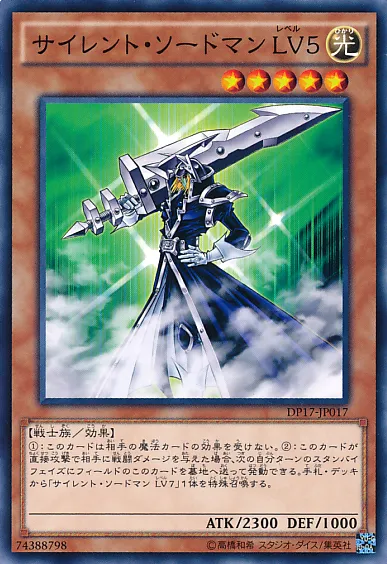 サイレント・ソードマン LV5
光
DP17-JP017
【戦士族/効果】
①:このカードは相手の魔法カードの効果を受けない。②:このカードが
直接攻撃で相手に戦闘ダメージを与えた場合、次の自分ターンのスタンバ
イフェイズにフィールドのこのカードを墓地へ送って発動できる。手札・デッキ
から「サイレント・ソードマン LV7」1体を特殊召喚する。
ATK/2300 DEF/1000
74388798
©高橋和希 スタジオ・ダイス/集英社